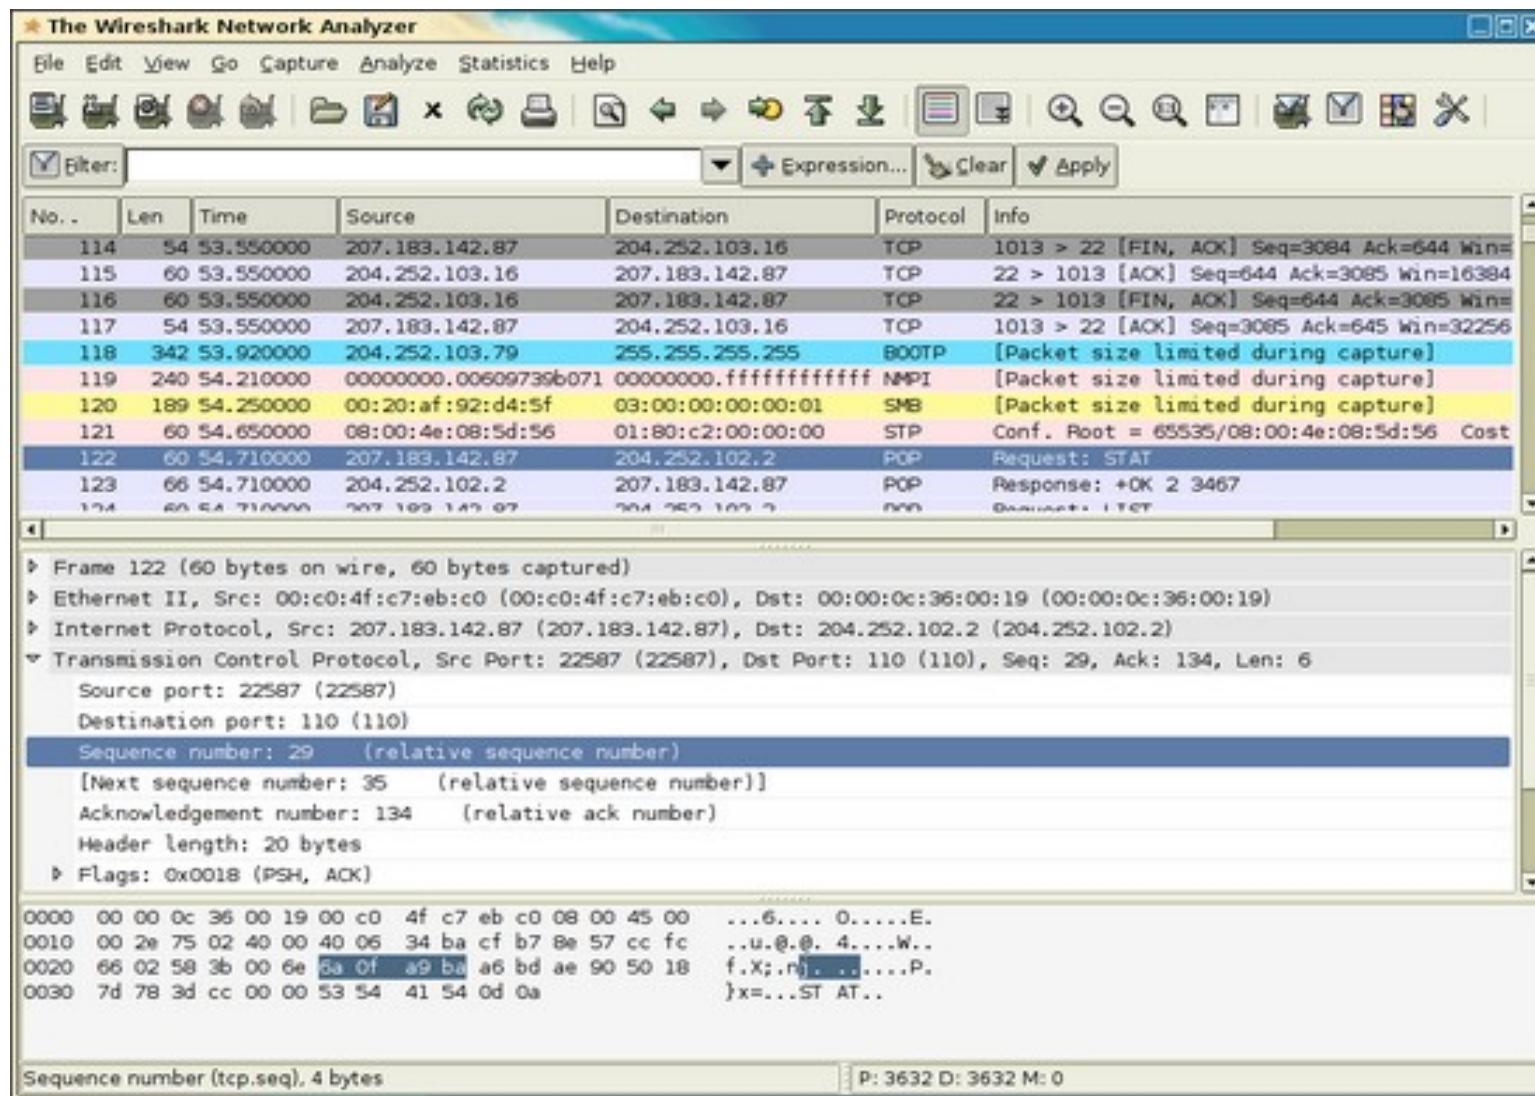 The Wireshark Network Analyzer
File Edit View Go Capture Analyze Statistics Help
Filter: Expression... Clear Apply
No. . Len Time Source Destination Protocol Info
114 54 53.550000 207.183.142.87 204.252.103.16 TCP 1013 > 22 [FIN, ACK] Seq=3084 Ack=644 Win=
115 60 53.550000 204.252.103.16 207.183.142.87 TCP 22 > 1013 [ACK] Seq=644 Ack=3085 Win=16384
116 60 53.550000 204.252.103.16 207.183.142.87 TCP 22 > 1013 [FIN, ACK] Seq=644 Ack=3085 Win=
117 54 53.550000 207.183.142.87 204.252.103.16 TCP 1013 > 22 [ACK] Seq=3085 Ack=645 Win=32256
118 342 53.920000 204.252.103.79 255.255.255.255 BOOTP [Packet size limited during capture]
119 240 54.210000 00000000.00609739b071 00000000.ffffffffffff NMPI [Packet size limited during capture]
120 189 54.250000 00:20:af:92:d4:5f 03:00:00:00:00:01 SMB [Packet size limited during capture]
121 60 54.650000 08:00:4e:08:5d:56 01:80:c2:00:00:00 STP Conf. Root = 65535/08:00:4e:08:5d:56 Cost
122 60 54.710000 207.183.142.87 204.252.102.2 POP Request: STAT
123 66 54.710000 204.252.102.2 207.183.142.87 POP Response: +OK 2 3467
124 60 54.710000 207.183.142.87 204.252.102.2 POP Request: LIST
Frame 122 (60 bytes on wire, 60 bytes captured)
Ethernet II, Src: 00:c0:4f:c7:eb:c0 (00:c0:4f:c7:eb:c0), Dst: 00:00:0c:36:00:19 (00:00:0c:36:00:19)
Internet Protocol, Src: 207.183.142.87 (207.183.142.87), Dst: 204.252.102.2 (204.252.102.2)
Transmission Control Protocol, Src Port: 22587 (22587), Dst Port: 110 (110), Seq: 29, Ack: 134, Len: 6
Source port: 22587 (22587)
Destination port: 110 (110)
Sequence number: 29 (relative sequence number)
[Next sequence number: 35 (relative sequence number)]
Acknowledgement number: 134 (relative ack number)
Header length: 20 bytes
Flags: 0x0018 (PSH, ACK)
0000 00 00 0c 36 00 19 00 c0 4f c7 eb c0 08 00 45 00 ...6.... O.....E.
0010 00 2e 75 02 40 00 40 06 34 ba cf b7 8e 57 cc fc ..u.@.@. 4....W..
0020 66 02 58 3b 00 6e 6a 0f a9 ba a6 bd ae 90 50 18 f.X;.nj. ......P.
0030 7d 78 3d cc 00 00 53 54 41 54 0d 0a }x=...ST AT..
Sequence number (tcp.seq), 4 bytes P: 3632 D: 3632 M: 0